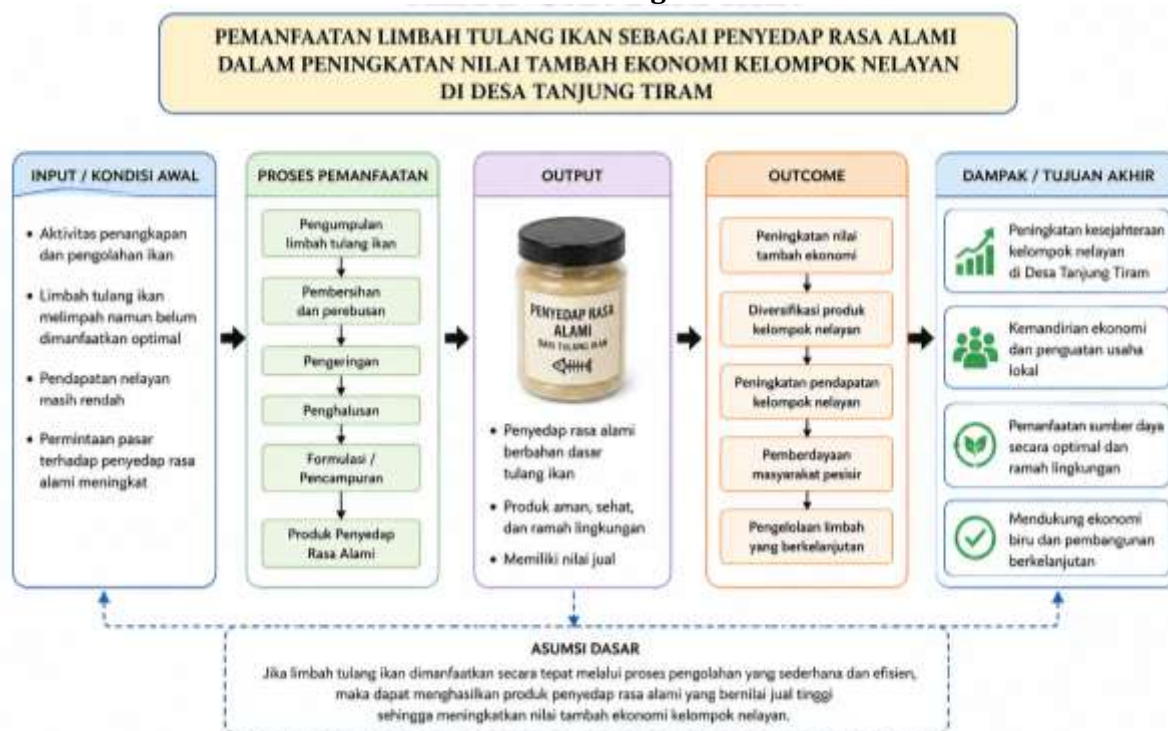 PEMANFAATAN LIMBAH TULANG IKAN SEBAGAI PENYEDAP RASA ALAMI
DALAM PENINGKATAN NILAI TAMBAH EKONOMI KELOMPOK NELAYAN
DI DESA TANJUNG TIRAM
INPUT / KONDISI AWAL
• Aktivitas penangkapan
dan pengolahan ikan
• Limbah tulang ikan
melimpah namun belum
dimanfaatkan optimal
• Pendapatan nelayan
masih rendah
• Permintaan pasar
terhadap penyedap rasa
alami meningkat
PROSES PEMANFAATAN
Pengumpulan
limbah tulang ikan
Pembersihan
dan perebusan
Pengeringan
Penghalusan
Formulasi /
Pencampuran
Produk Penyedap
Rasa Alami
OUTPUT
PENYEDAP RASA
ALAMI
DARI TULANG IKAN
• Penyedap rasa alami
berbahan dasar
tulang ikan
• Produk aman, sehat,
dan ramah lingkungan
• Memiliki nilai jual
OUTCOME
Peningkatan nilai
tambah ekonomi
Diversifikasi produk
kelompok nelayan
Peningkatan pendapatan
kelompok nelayan
Pemberdayaan
masyarakat pesisir
Pengelolaan limbah
yang berkelanjutan
DAMPAK / TUJUAN AKHIR
Peningkatan kesejahteraan
kelompok nelayan
di Desa Tanjung Tiram
Kemandirian ekonomi
dan penguatan usaha
lokal
Pemanfaatan sumber daya
secara optimal dan
ramah lingkungan
Mendukung ekonomi
biru dan pembangunan
berkelanjutan
ASUMSI DASAR
Jika limbah tulang ikan dimanfaatkan secara tepat melalui proses pengolahan yang sederhana dan efisien,
maka dapat menghasilkan produk penyedap rasa alami yang bernilai jual tinggi
sehingga meningkatkan nilai tambah ekonomi kelompok nelayan.